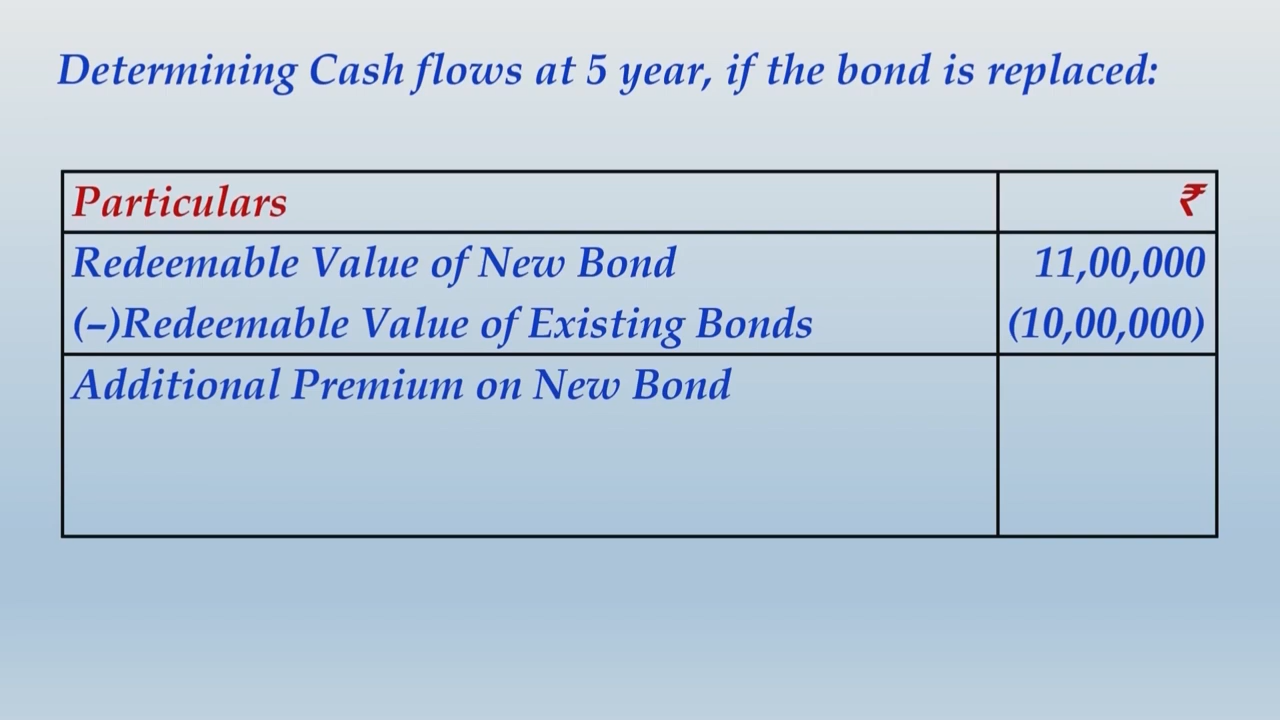 Determining Cash flows at 5 year, if the bond is replaced:
Particulars ₹
Redeemable Value of New Bond 11,00,000
(–)Redeemable Value of Existing Bonds (10,00,000)
Additional Premium on New Bond